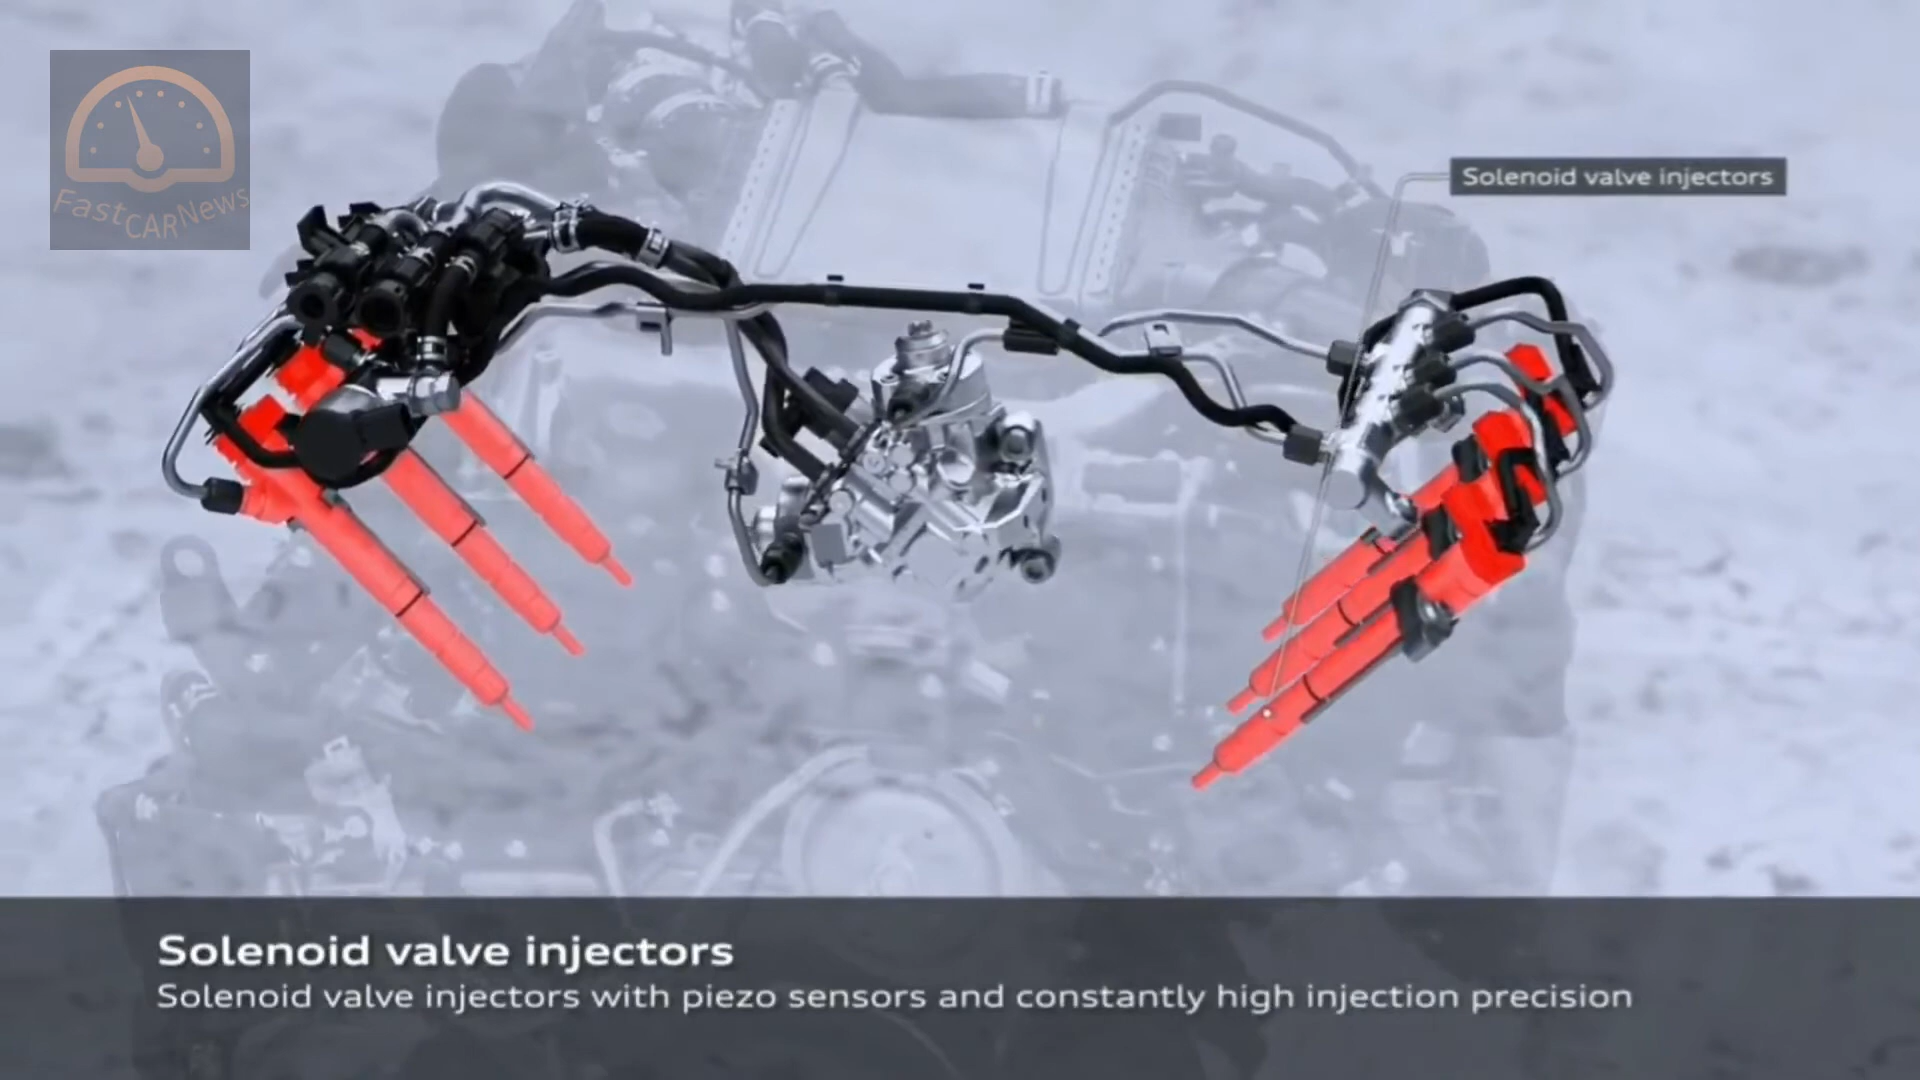 FastCARNews
Solenoid valve injectors
Solenoid valve injectors
Solenoid valve injectors with piezo sensors and constantly high injection precision